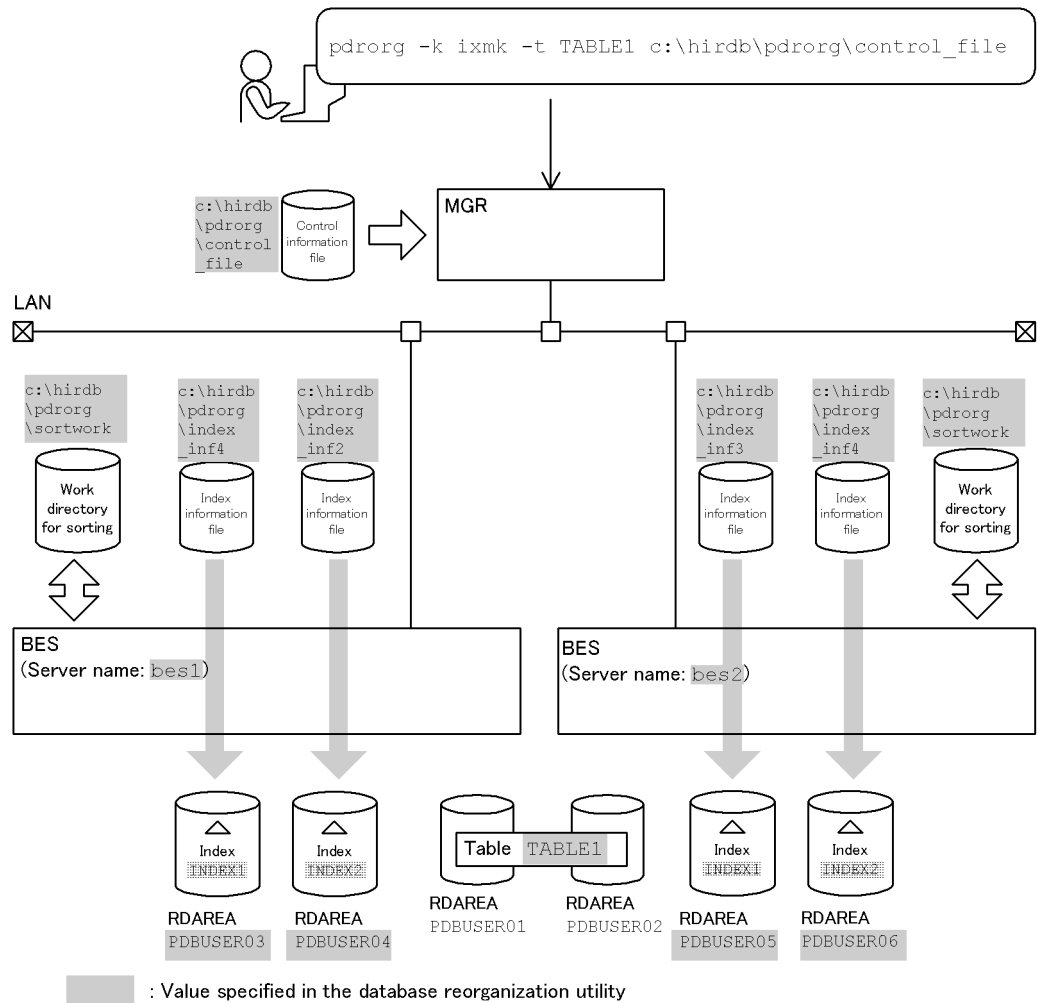 pdrorg -k ixmk -t TABLE1 c:\hirdb\pdrorg\control_file
MGR
c:\hirdb
\pdrorg
\control
_file
Control
information
file
LAN
c:\hirdb
\pdrorg
\sortwork
c:\hirdb
\pdrorg
\index
_inf4
c:\hirdb
\pdrorg
\index
_inf2
c:\hirdb
\pdrorg
\index
_inf3
c:\hirdb
\pdrorg
\index
_inf4
c:\hirdb
\pdrorg
\sortwork
Work
directory
for sorting
Index
information
file
Index
information
file
Index
information
file
Index
information
file
Work
directory
for sorting
BES
(Server name: bes1)
BES
(Server name: bes2)
Index
INDEX1
Index
INDEX2
Table TABLE1
Index
INDEX1
Index
INDEX2
RDAREA
PDBUSER03
RDAREA
PDBUSER04
RDAREA
PDBUSER01
RDAREA
PDBUSER02
RDAREA
PDBUSER05
RDAREA
PDBUSER06
: Value specified in the database reorganization utility